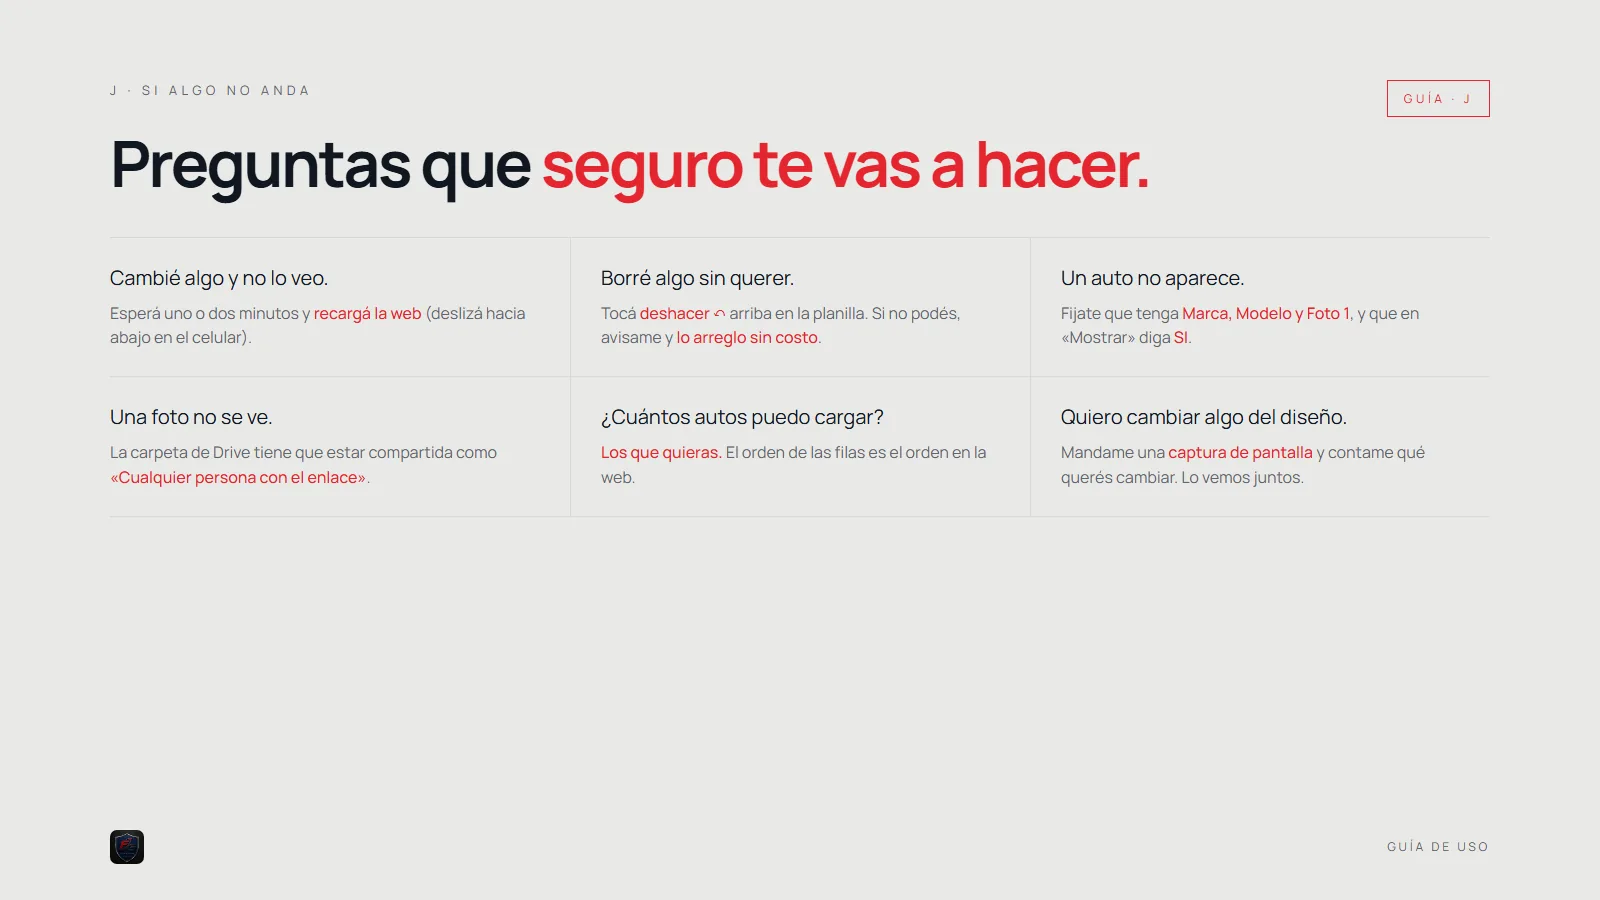 J · SI ALGO NO ANDA
GUÍA · J
Preguntas que seguro te vas a hacer.
Cambié algo y no lo veo.
Esperá uno o dos minutos y recargá la web (deslizá hacia
abajo en el celular).
Borré algo sin querer.
Tocá deshacer ↶ arriba en la planilla. Si no podés,
avisame y lo arreglo sin costo.
Un auto no aparece.
Fijate que tenga Marca, Modelo y Foto 1, y que en
«Mostrar» diga SI.
Una foto no se ve.
La carpeta de Drive tiene que estar compartida como
«Cualquier persona con el enlace».
¿Cuántos autos puedo cargar?
Los que quieras. El orden de las filas es el orden en la
web.
Quiero cambiar algo del diseño.
Mandame una captura de pantalla y contame qué
querés cambiar. Lo vemos juntos.
GUÍA DE USO